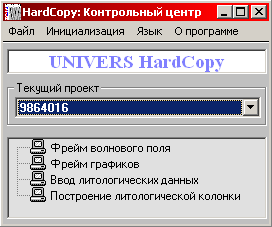 HardCopy: Контрольный центр
Файл Инициализация Язык О программе
UNIVERS HardCopy
Текущий проект
9864016
Фрейм волнового поля
Фрейм графиков
Ввод литологических данных
Построение литологической колонки